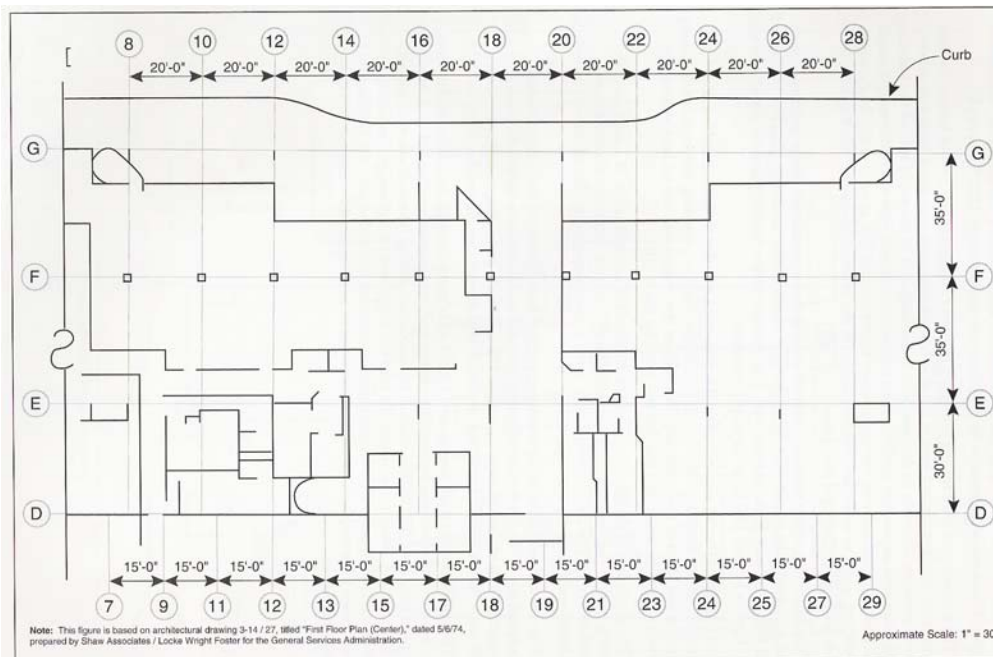 8 10 12 14 16 18 20 22 24 26 28
20'-0" 20'-0" 20'-0" 20'-0" 20'-0" 20'-0" 20'-0" 20'-0" 20'-0" 20'-0"
Curb
G G
35'-0"
F F
35'-0"
E E
30'-0"
D D
15'-0" 15'-0" 15'-0" 15'-0" 15'-0" 15'-0" 15'-0" 15'-0" 15'-0" 15'-0" 15'-0" 15'-0" 15'-0" 15'-0"
7 9 11 12 13 15 17 18 19 21 23 24 25 27 29
Note: This figure is based on architectural drawing 3-14 / 27, titled "First Floor Plan (Center)," dated 5/6/74,
prepared by Shaw Associates / Locke Wright Foster for the General Services Administration.
Approximate Scale: 1" = 30